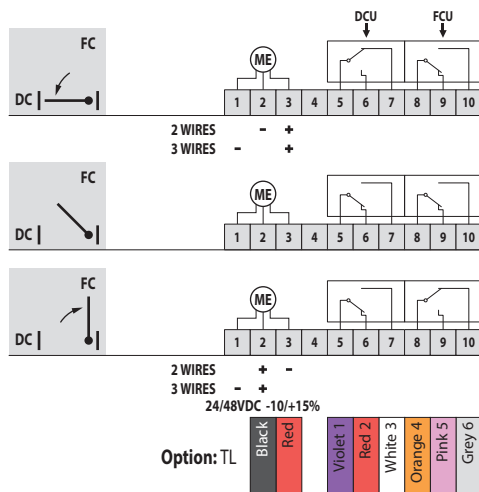 DCU FCU
FC
ME
DC
1 2 3 4 5 6 7 8 9 10
2 WIRES - +
3 WIRES - +
FC
ME
DC
1 2 3 4 5 6 7 8 9 10
FC
ME
DC
1 2 3 4 5 6 7 8 9 10
2 WIRES + -
3 WIRES - +
24/48VDC -10/+15%
Option: TL Black Red Violet 1 Red 2 White 3 Orange 4 Pink 5 Grey 6